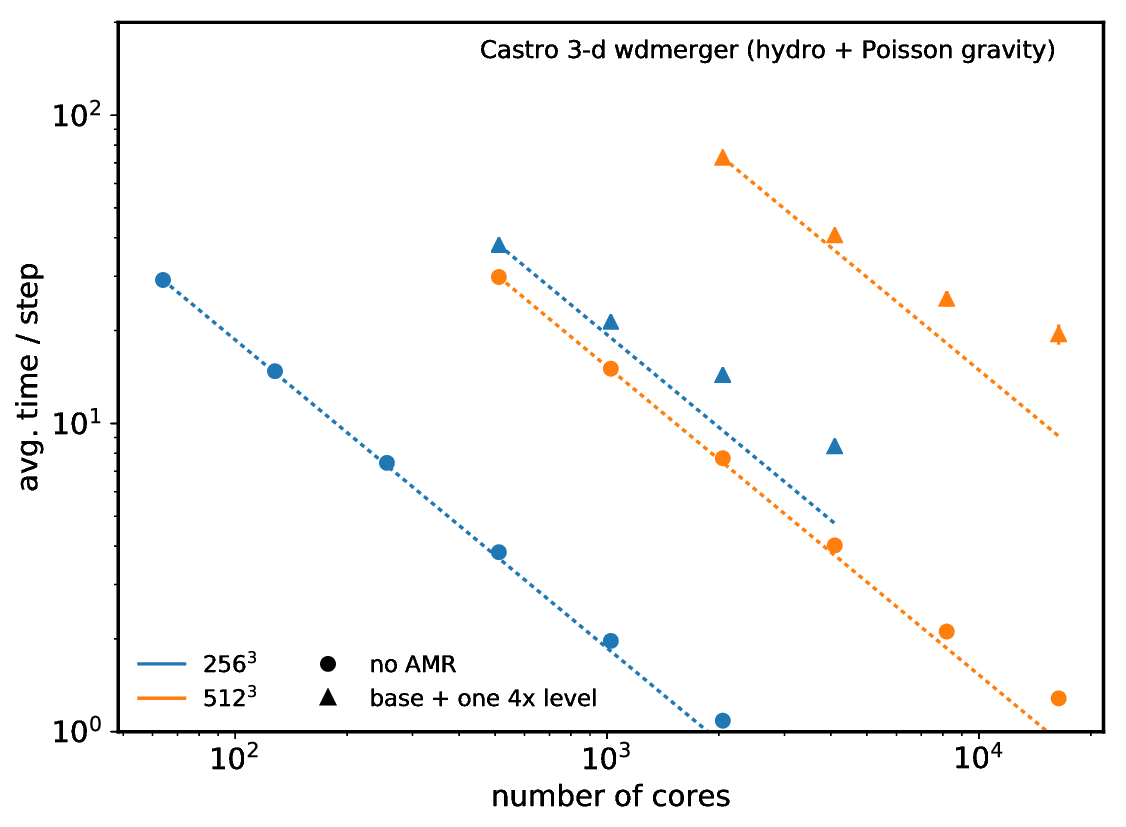 Castro 3-d wdmerger (hydro + Poisson gravity)
avg. time / step
10²
10¹
10⁰
256³
512³
no AMR
base + one 4x level
10²
10³
10⁴
number of cores